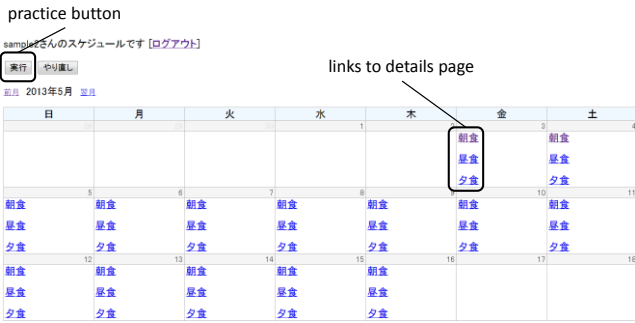 practice button
sample2さんのスケジュールです [ログアウト]
links to details page
実行 やり直し
前月 2013年5月 翌月
日 月 火 水 木 金 土
28 29 30 1 2 3 4
朝食 朝食
昼食 昼食
夕食 夕食
5 6 7 8 9 10 11
朝食 朝食 朝食 朝食 朝食 朝食 朝食
昼食 昼食 昼食 昼食 昼食 昼食 昼食
夕食 夕食 夕食 夕食 夕食 夕食 夕食
12 13 14 15 16 17 18
朝食 朝食 朝食 朝食 朝食
昼食 昼食 昼食 昼食 昼食
夕食 夕食 夕食 夕食 夕食